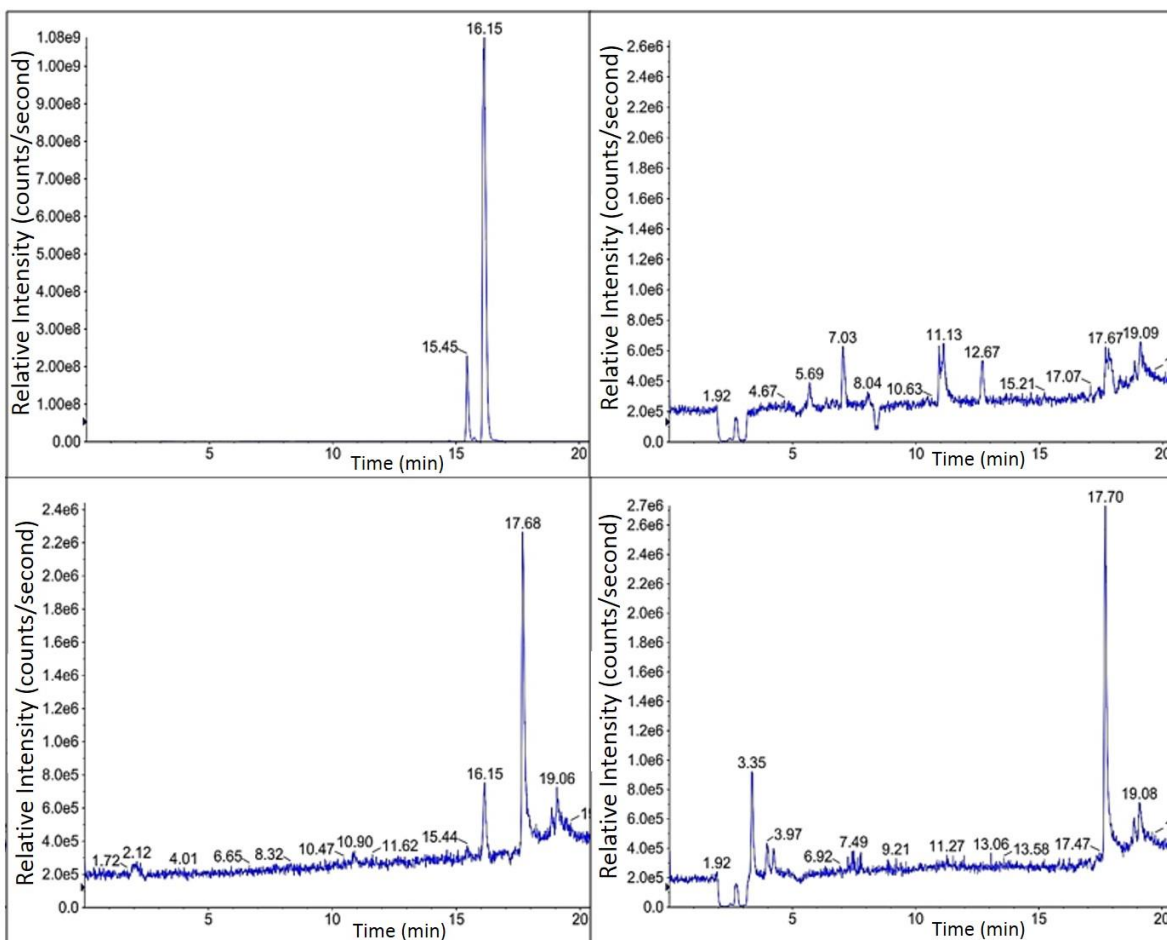 Relative Intensity (counts/second)
1.08e9
1.00e9
9.00e8
8.00e8
7.00e8
6.00e8
5.00e8
4.00e8
3.00e8
2.00e8
1.00e8
0.00
16.15
15.45
5
10
15
20
Time (min)
Relative Intensity (counts/second)
2.6e6
2.4e6
2.2e6
2.0e6
1.8e6
1.6e6
1.4e6
1.2e6
1.0e6
8.0e5
6.0e5
4.0e5
2.0e5
0.0
1.92
4.67
5.69
7.03
8.04
10.63
11.13
12.67
15.21
17.07
17.67
19.09
5
10
15
20
Time (min)
Relative Intensity (counts/second)
2.4e6
2.2e6
2.0e6
1.8e6
1.6e6
1.4e6
1.2e6
1.0e6
8.0e5
6.0e5
4.0e5
2.0e5
0.0
1.72
2.12
4.01
6.65
8.32
10.47
10.90
11.62
15.44
16.15
17.68
19.06
5
10
15
20
Time (min)
Relative Intensity (counts/second)
2.7e6
2.6e6
2.4e6
2.2e6
2.0e6
1.8e6
1.6e6
1.4e6
1.2e6
1.0e6
8.0e5
6.0e5
4.0e5
2.0e5
0.0
1.92
3.35
3.97
6.92
7.49
9.21
11.27
13.06
13.58
17.47
17.70
19.08
5
10
15
20
Time (min)